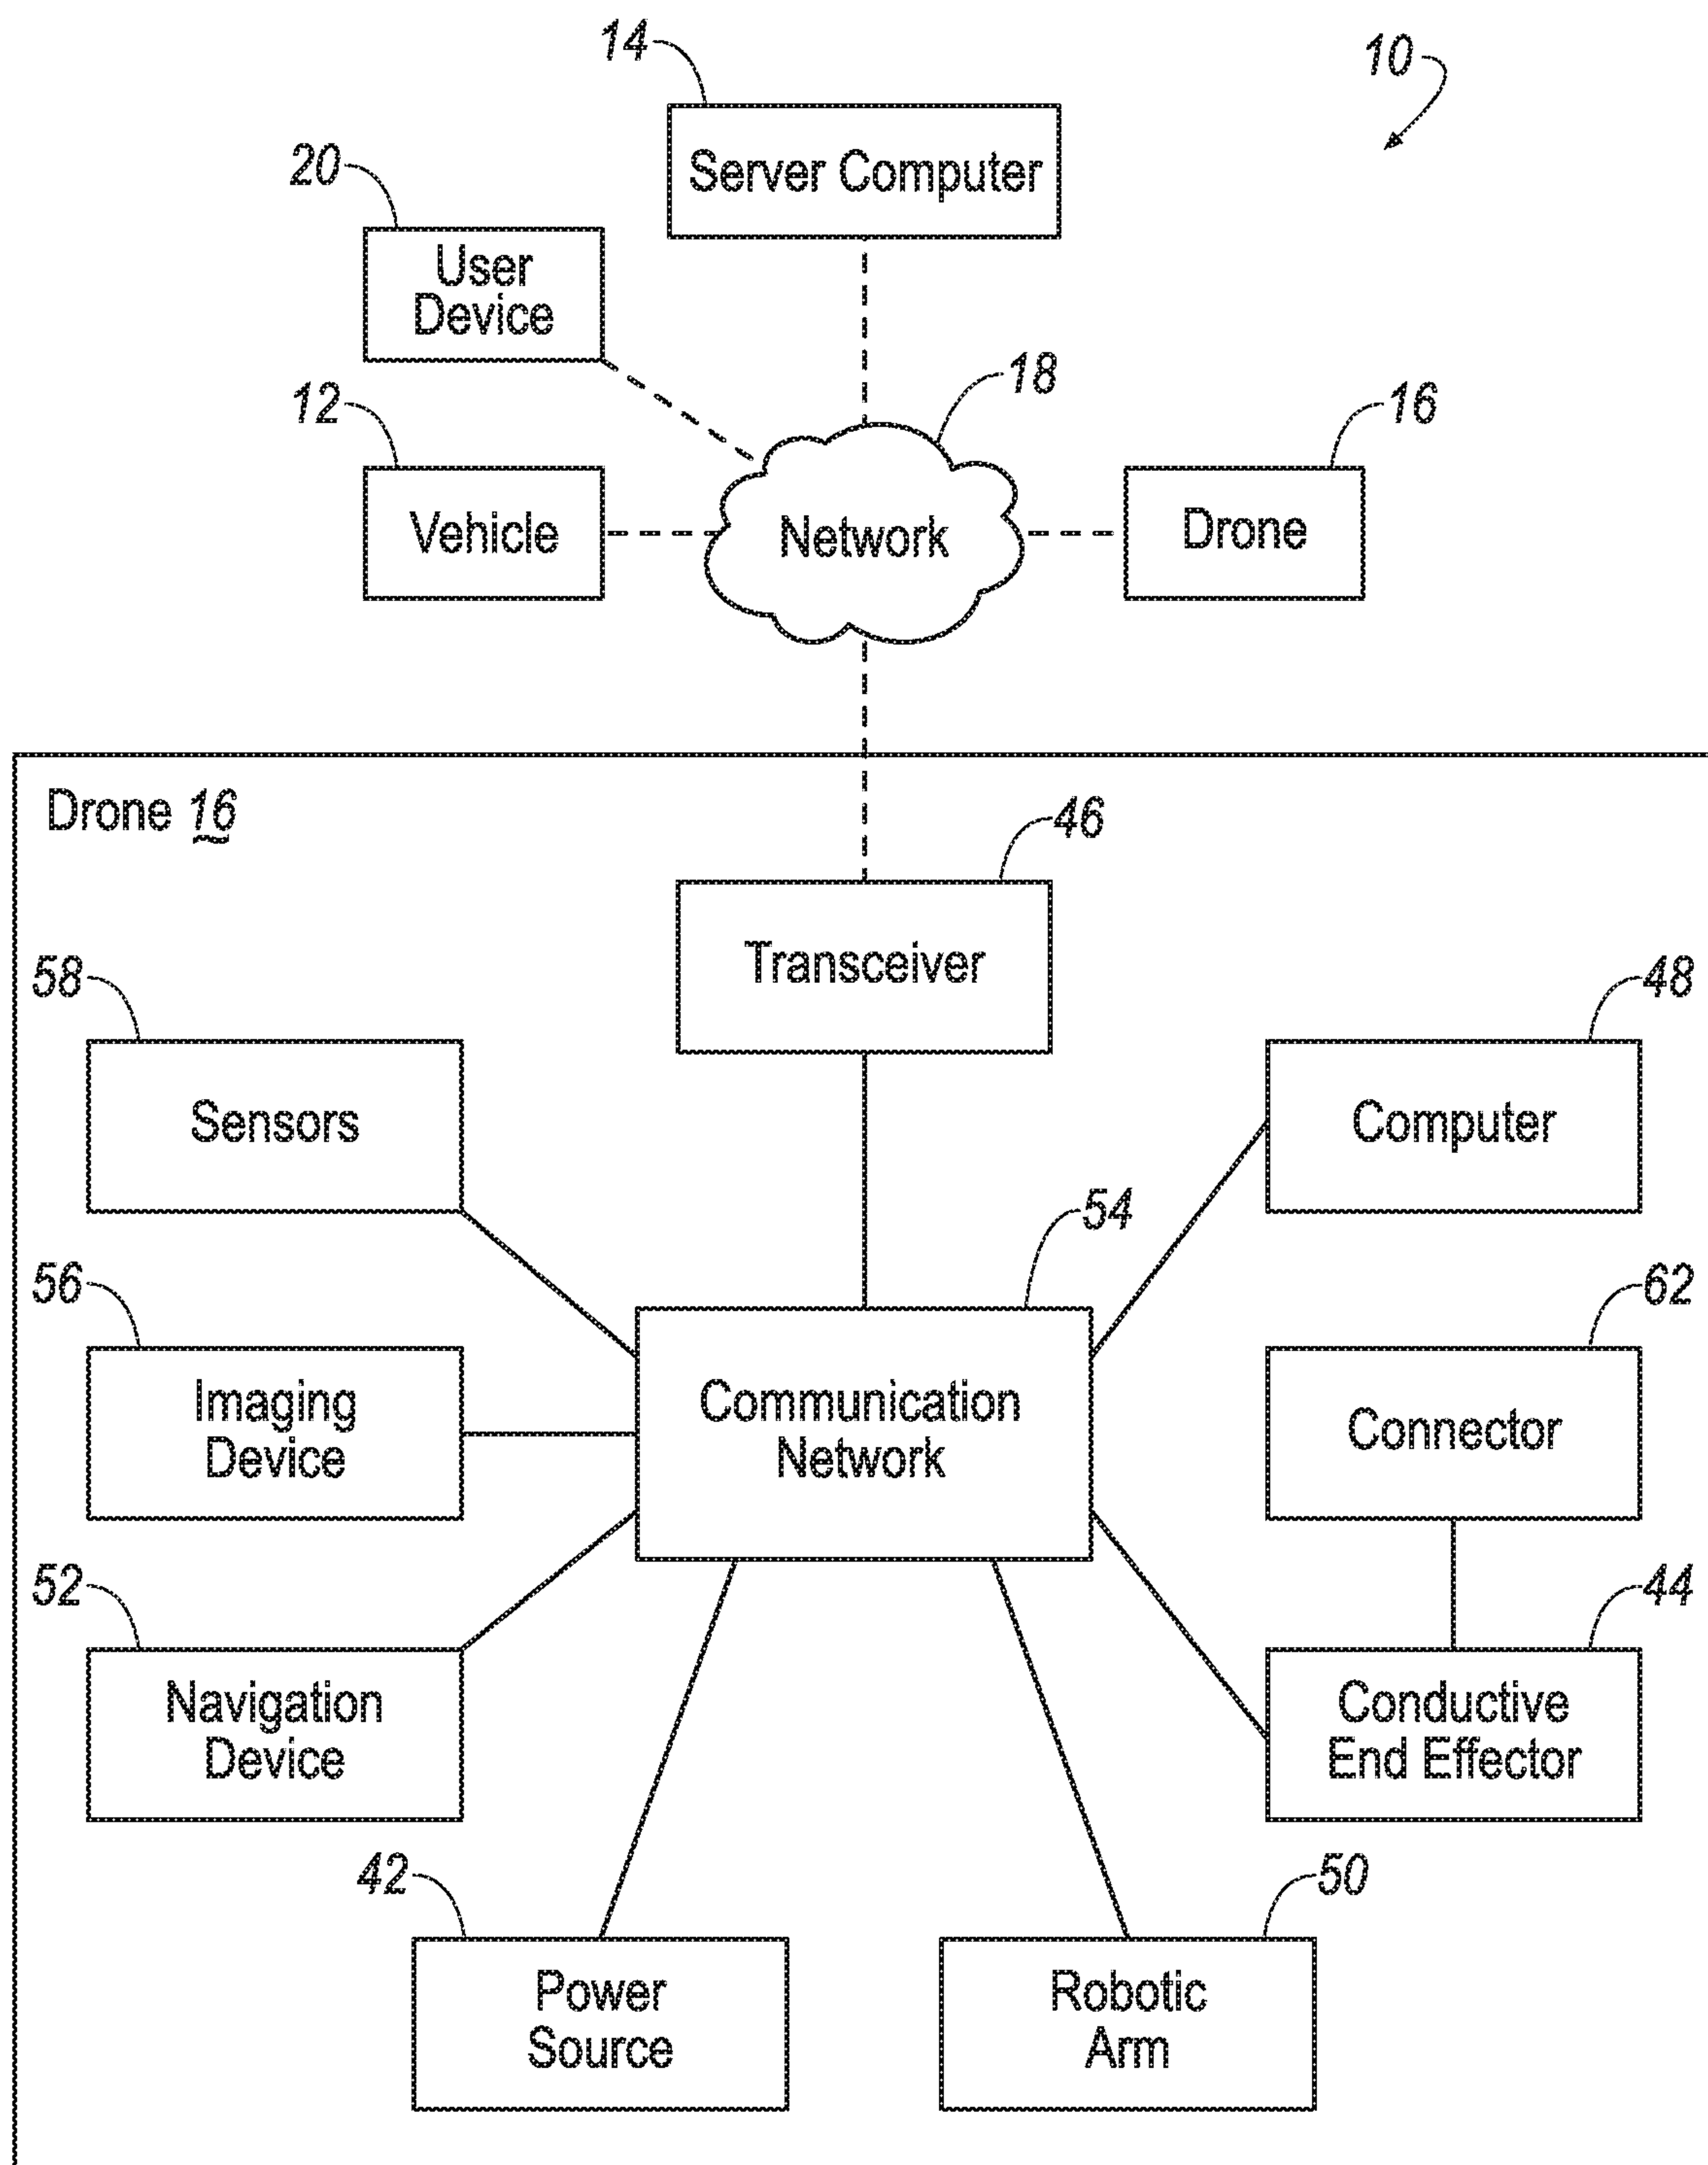 14
10
Server Computer
20
User
Device
18
12
16
Vehicle
Network
Drone
Drone 16
46
Transceiver
58
48
Sensors
Computer
54
56
62
Imaging
Device
Communication
Network
Connector
52
44
Navigation
Device
Conductive
End Effector
42
50
Power
Source
Robotic
Arm